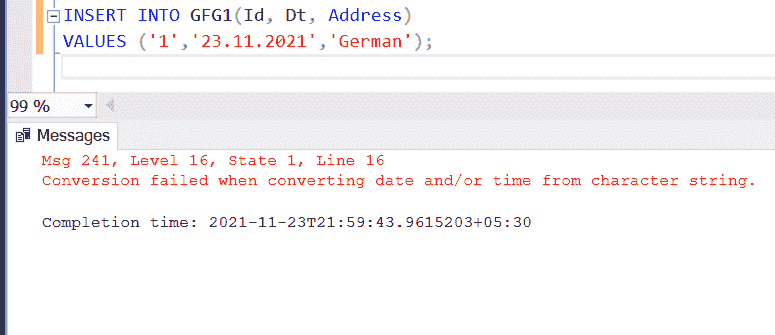 INSERT INTO GFG1(Id, Dt, Address)
VALUES ('1','23.11.2021','German');
99 %
Messages
Msg 241, Level 16, State 1, Line 16
Conversion failed when converting date and/or time from character string.
Completion time: 2021-11-23T21:59:43.9615203+05:30